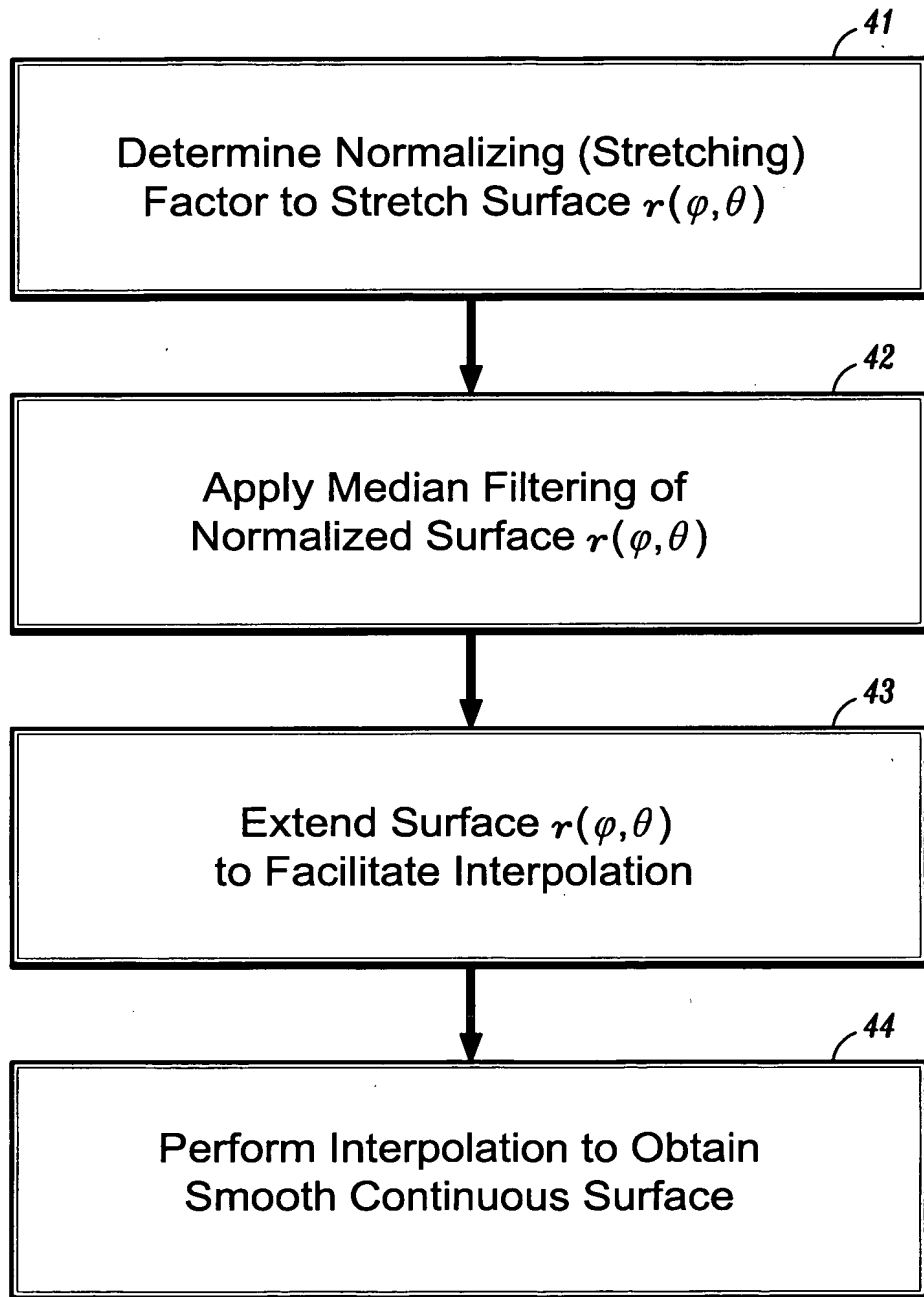 41
Determine Normalizing (Stretching)
Factor to Stretch Surface r(φ,θ)
42
Apply Median Filtering of
Normalized Surface r(φ,θ)
43
Extend Surface r(φ,θ)
to Facilitate Interpolation
44
Perform Interpolation to Obtain
Smooth Continuous Surface